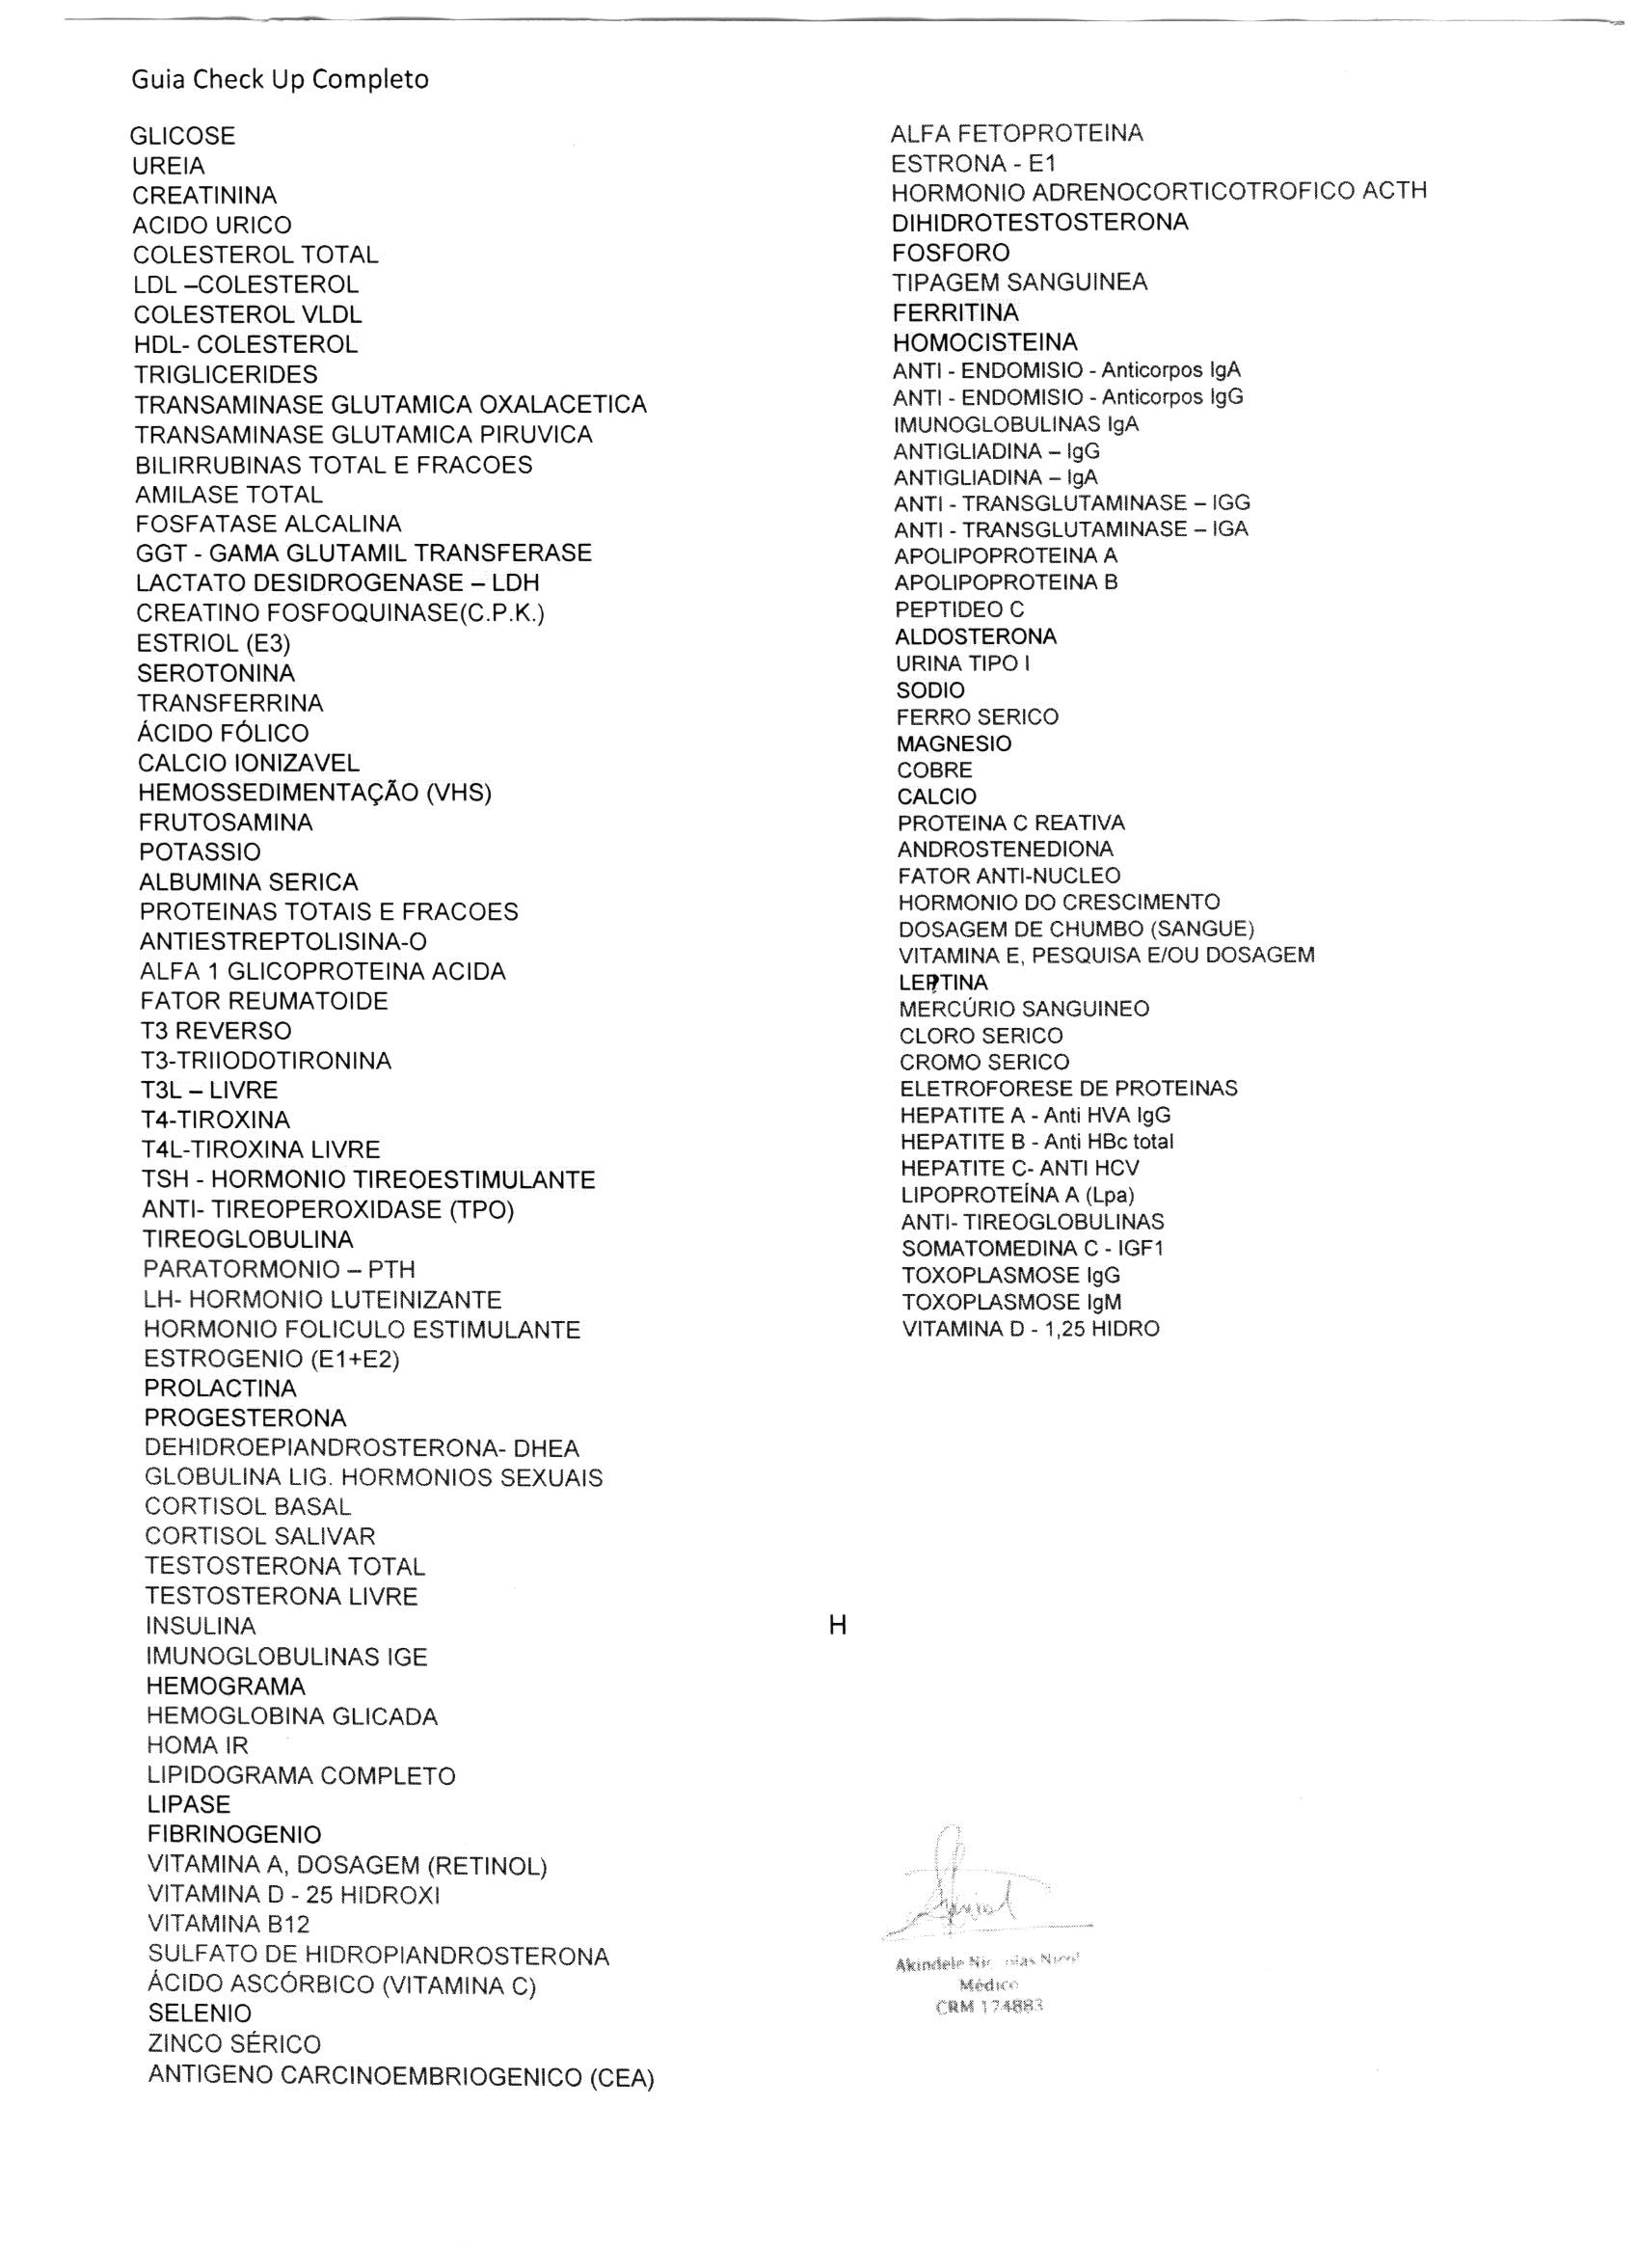 Guia Check Up Completo
GLICOSE
UREIA
CREATININA
ACIDO URICO
COLESTEROL TOTAL
LDL –COLESTEROL
COLESTEROL VLDL
HDL- COLESTEROL
TRIGLICERIDES
TRANSAMINASE GLUTAMICA OXALACETICA
TRANSAMINASE GLUTAMICA PIRUVICA
BILIRRUBINAS TOTAL E FRACOES
AMILASE TOTAL
FOSFATASE ALCALINA
GGT - GAMA GLUTAMIL TRANSFERASE
LACTATO DESIDROGENASE – LDH
CREATINO FOSFOQUINASE(C.P.K.)
ESTRIOL (E3)
SEROTONINA
TRANSFERRINA
ÁCIDO FÓLICO
CALCIO IONIZAVEL
HEMOSSEDIMENTAÇÃO (VHS)
FRUTOSAMINA
POTASSIO
ALBUMINA SERICA
PROTEINAS TOTAIS E FRACOES
ANTIESTREPTOLISINA-O
ALFA 1 GLICOPROTEINA ACIDA
FATOR REUMATOIDE
T3 REVERSO
T3-TRIIODOTIRONINA
T3L – LIVRE
T4-TIROXINA
T4L-TIROXINA LIVRE
TSH - HORMONIO TIREOESTIMULANTE
ANTI- TIREOPEROXIDASE (TPO)
TIREOGLOBULINA
PARATORMONIO – PTH
LH- HORMONIO LUTEINIZANTE
HORMONIO FOLICULO ESTIMULANTE
ESTROGENIO (E1+E2)
PROLACTINA
PROGESTERONA
DEHIDROEPIANDROSTERONA- DHEA
GLOBULINA LIG. HORMONIOS SEXUAIS
CORTISOL BASAL
CORTISOL SALIVAR
TESTOSTERONA TOTAL
TESTOSTERONA LIVRE
INSULINA
IMUNOGLOBULINAS IGE
HEMOGRAMA
HEMOGLOBINA GLICADA
HOMA IR
LIPIDOGRAMA COMPLETO
LIPASE
FIBRINOGENIO
VITAMINA A, DOSAGEM (RETINOL)
VITAMINA D - 25 HIDROXI
VITAMINA B12
SULFATO DE HIDROPIANDROSTERONA
ÁCIDO ASCÓRBICO (VITAMINA C)
SELENIO
ZINCO SÉRICO
ANTIGENO CARCINOEMBRIOGENICO (CEA)
ALFA FETOPROTEINA
ESTRONA - E1
HORMONIO ADRENOCORTICOTROFICO ACTH
DIHIDROTESTOSTERONA
FOSFORO
TIPAGEM SANGUINEA
FERRITINA
HOMOCISTEINA
ANTI - ENDOMISIO - Anticorpos IgA
ANTI - ENDOMISIO - Anticorpos IgG
IMUNOGLOBULINAS IgA
ANTIGLIADINA – IgG
ANTIGLIADINA – IgA
ANTI - TRANSGLUTAMINASE – IGG
ANTI - TRANSGLUTAMINASE – IGA
APOLIPOPROTEINA A
APOLIPOPROTEINA B
PEPTIDEO C
ALDOSTERONA
URINA TIPO I
SODIO
FERRO SERICO
MAGNESIO
COBRE
CALCIO
PROTEINA C REATIVA
ANDROSTENEDIONA
FATOR ANTI-NUCLEO
HORMONIO DO CRESCIMENTO
DOSAGEM DE CHUMBO (SANGUE)
VITAMINA E, PESQUISA E/OU DOSAGEM
LEPTINA
MERCÚRIO SANGUINEO
CLORO SERICO
CROMO SERICO
ELETROFORESE DE PROTEINAS
HEPATITE A - Anti HVA IgG
HEPATITE B - Anti HBc total
HEPATITE C- ANTI HCV
LIPOPROTEÍNA A (Lpa)
ANTI- TIREOGLOBULINAS
SOMATOMEDINA C - IGF1
TOXOPLASMOSE IgG
TOXOPLASMOSE IgM
VITAMINA D - 1,25 HIDRO
H
Akindele
Médico
CRM 174883